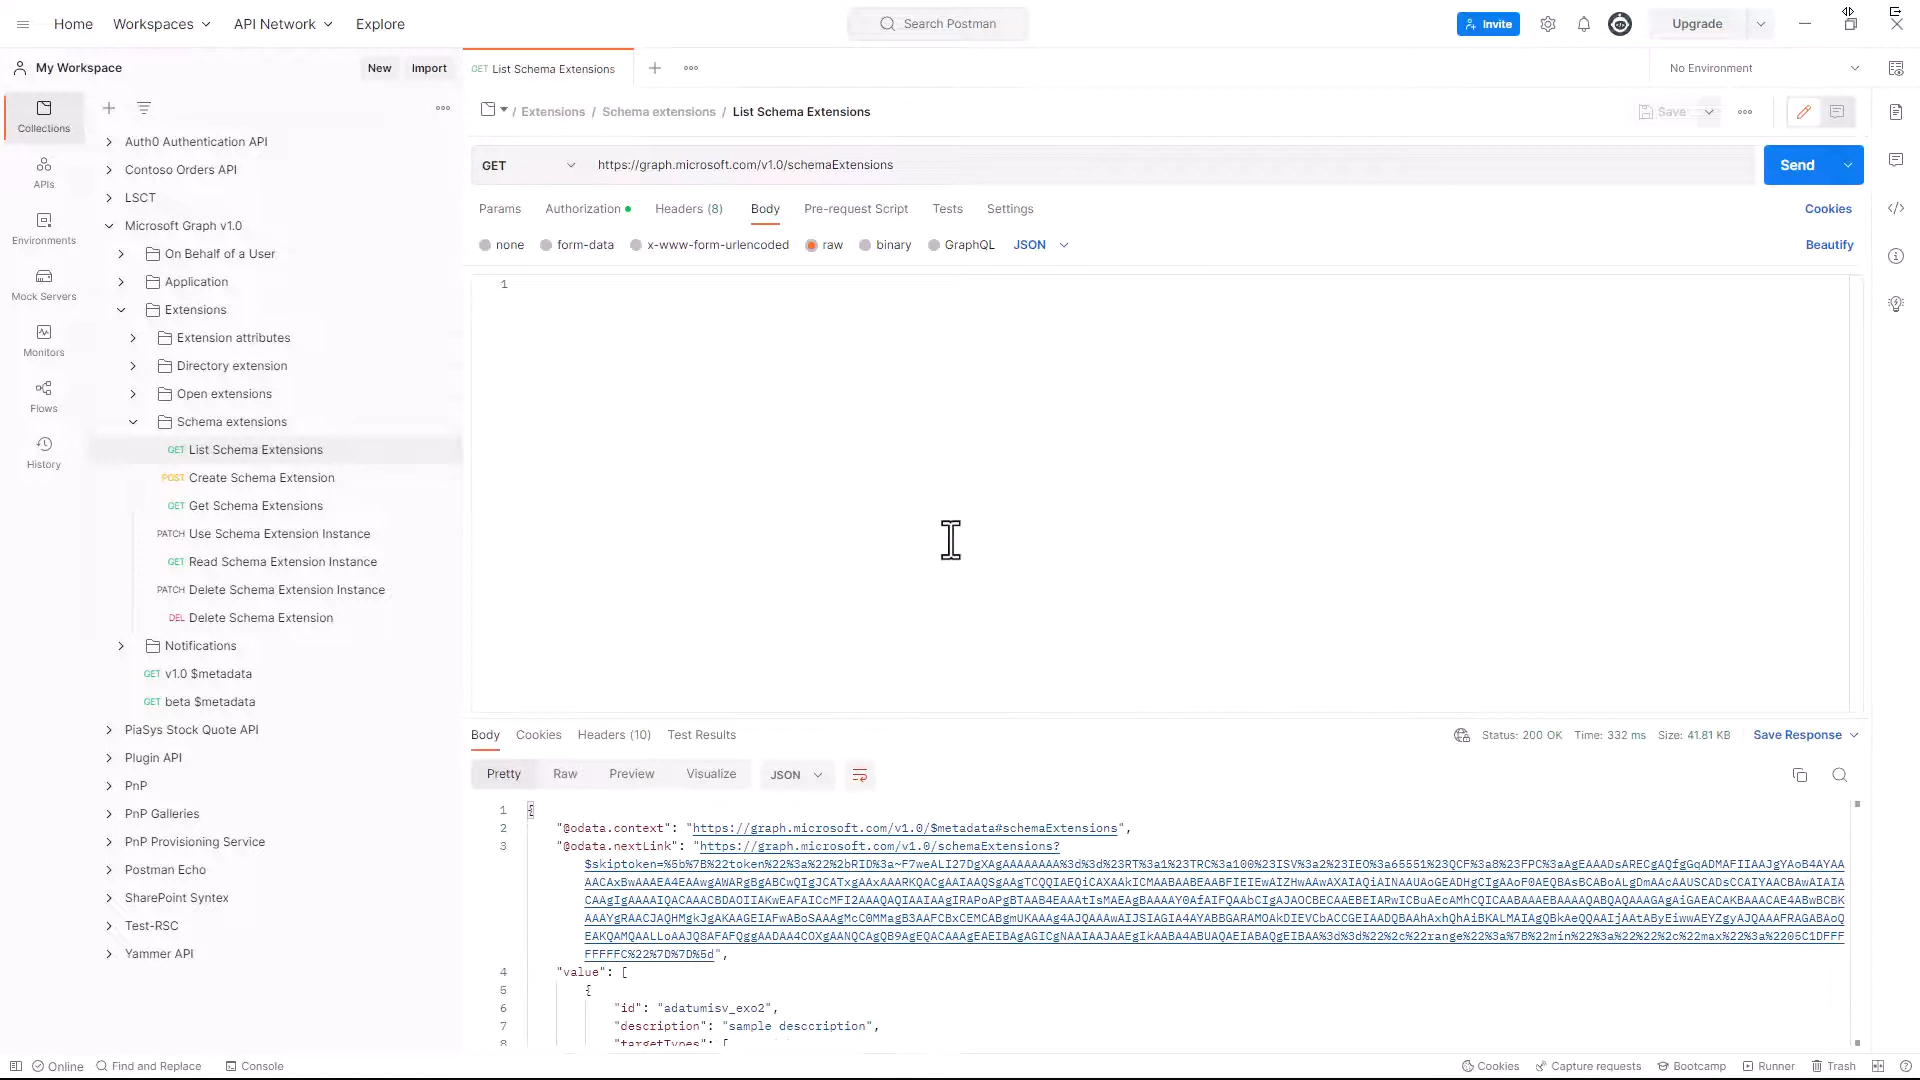 Home Workspaces API Network Explore Search Postman Invite Upgrade
My Workspace New Import GET List Schema Extensions No Environment
/ Extensions / Schema extensions / List Schema Extensions Save
GET https://graph.microsoft.com/v1.0/schemaExtensions Send
Params Authorization Headers (8) Body Pre-request Script Tests Settings Cookies
none form-data x-www-form-urlencoded raw binary GraphQL JSON Beautify
1
Collections
APIs
Environments
Mock Servers
Monitors
Flows
History
Auth0 Authentication API
Contoso Orders API
LSCT
Microsoft Graph v1.0
On Behalf of a User
Application
Extensions
Extension attributes
Directory extension
Open extensions
Schema extensions
GET List Schema Extensions
POST Create Schema Extension
GET Get Schema Extensions
PATCH Use Schema Extension Instance
GET Read Schema Extension Instance
PATCH Delete Schema Extension Instance
DEL Delete Schema Extension
Notifications
GET v1.0 $metadata
GET beta $metadata
PiaSys Stock Quote API
Plugin API
PnP
PnP Galleries
PnP Provisioning Service
Postman Echo
SharePoint Syntex
Test-RSC
Yammer API
Body Cookies Headers (10) Test Results Status: 200 OK Time: 332 ms Size: 41.81 KB Save Response
Pretty Raw Preview Visualize JSON
1 {
2 "@odata.context": "https://graph.microsoft.com/v1.0/$metadata#schemaExtensions",
3 "@odata.nextLink": "https://graph.microsoft.com/v1.0/schemaExtensions?
4 "value": [
5 {
6 "id": "adatumisv_exo2",
7 "description": "sample desccription",
8 "targetTypes": [
Online Find and Replace Console Cookies Capture requests Bootcamp Runner Trash